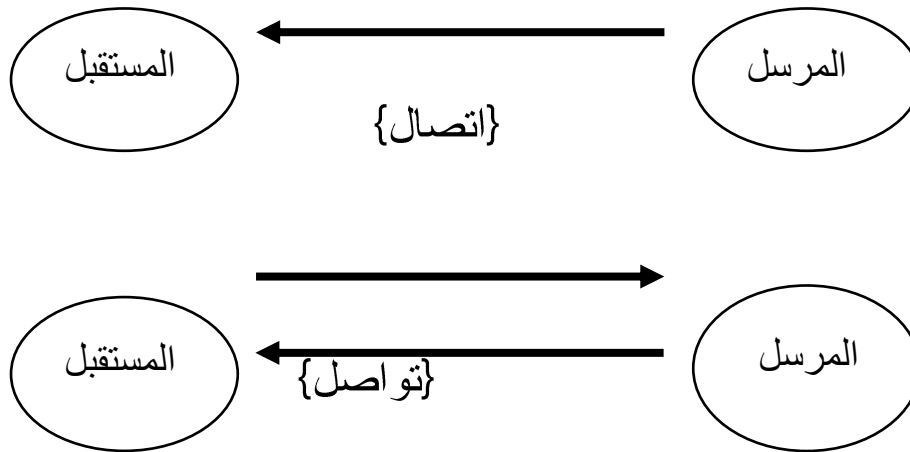 المرسل
المستقبل
{اتصال}
المرسل
المستقبل
{تواصل}